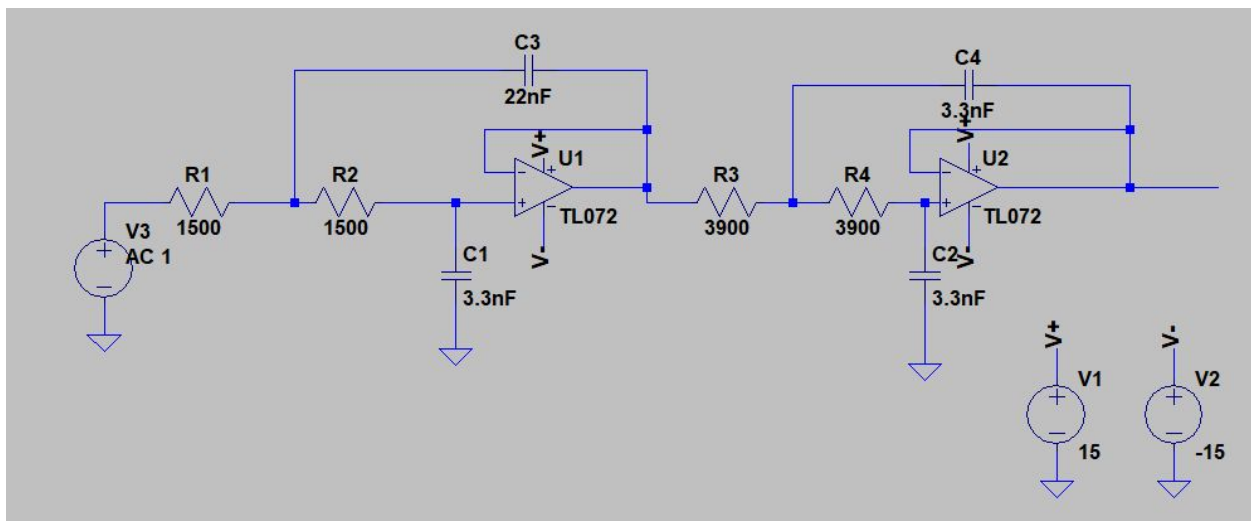 C3
22nF
C4
3.3nF
V+
U1
TL072
V-
V+
U2
TL072
V-
R1
1500
R2
1500
R3
3900
R4
3900
V3
AC 1
C1
3.3nF
C2
3.3nF
V+
V1
15
V-
V2
-15